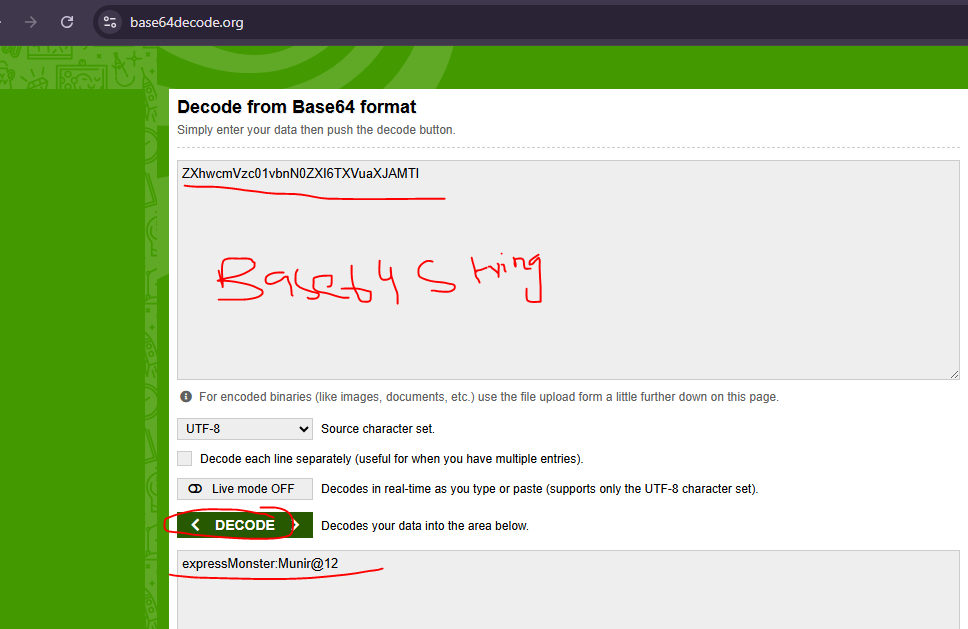 base64decode.org
Decode from Base64 format
Simply enter your data then push the decode button.
ZXhwcmVzc01vbnN0ZXI6TXVuaXJAMTI
Base64 String
For encoded binaries (like images, documents, etc.) use the file upload form a little further down on this page.
UTF-8 Source character set.
Decode each line separately (useful for when you have multiple entries).
Live mode OFF Decodes in real-time as you type or paste (supports only the UTF-8 character set).
< DECODE > Decodes your data into the area below.
expressMonster:Munir@12